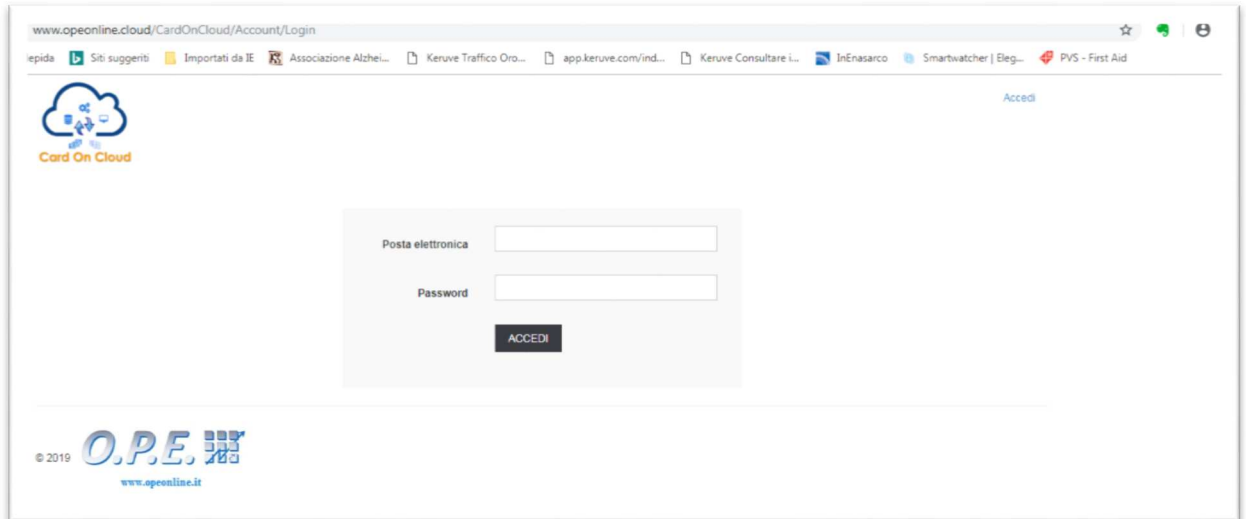 www.opeonline.cloud/CardOnCloud/Account/Login
lepida Siti suggeriti Importati da IE Associazione Alzhei... Keruve Traffico Oro... app.keruve.com/ind... Keruve Consultare i... InEnasarco Smartwatcher | Eleg... PVS - First Aid
Accedi
Card On Cloud
Posta elettronica
Password
ACCEDI
© 2019 O.P.E.
www.opeonline.it